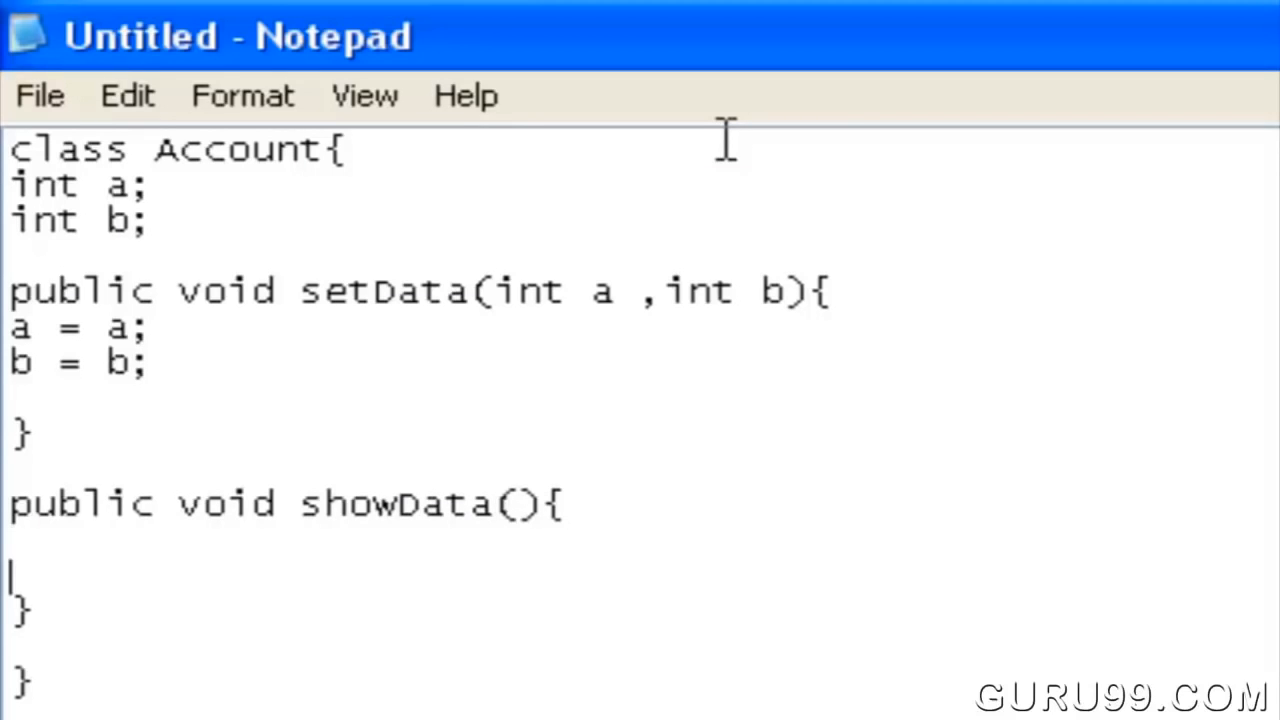 Untitled - Notepad
File Edit Format View Help
class Account{
int a;
int b;
public void setData(int a ,int b){
a = a;
b = b;
}
public void showData(){
}
}
GURU99.COM